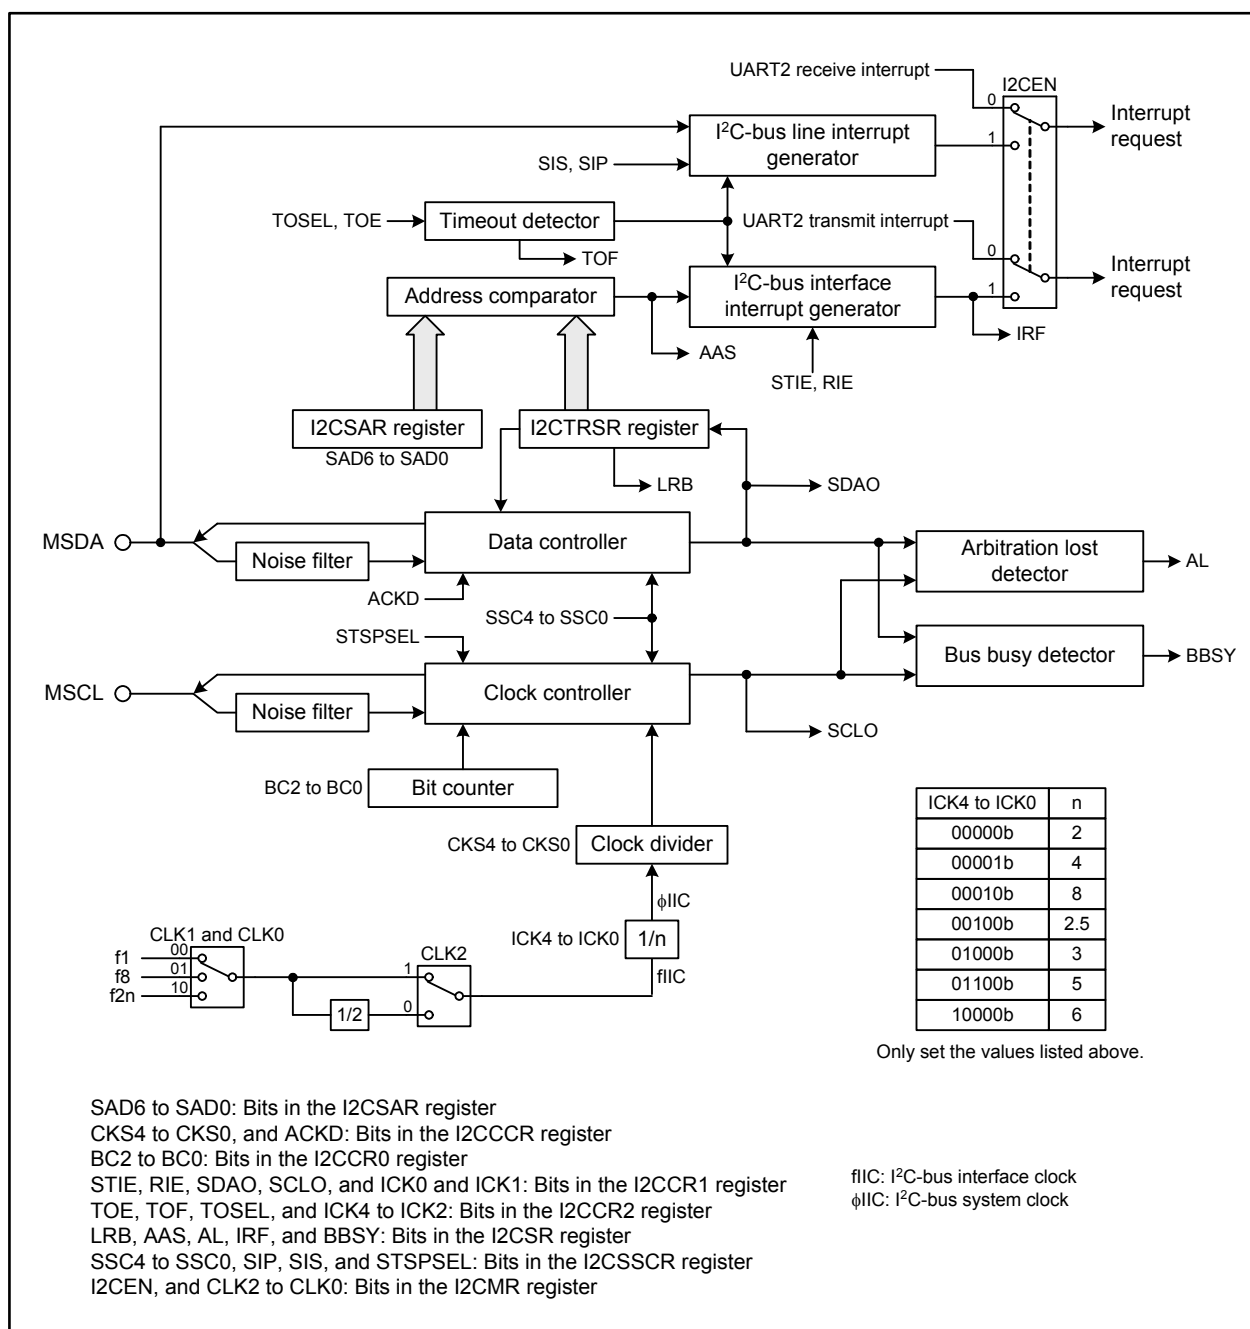 UART2 receive interrupt
I2CEN
0
Interrupt
request
I²C-bus line interrupt
generator
1
SIS, SIP
TOSEL, TOE
Timeout detector
UART2 transmit interrupt
TOF
0
Interrupt
request
Address comparator
I²C-bus interface
interrupt generator
1
IRF
AAS
STIE, RIE
I2CSAR register
I2CTRSR register
SAD6 to SAD0
LRB
SDAO
MSDA
Data controller
Noise filter
Arbitration lost
detector
AL
ACKD
SSC4 to SSC0
STSPSEL
Bus busy detector
BBSY
MSCL
Clock controller
Noise filter
SCLO
BC2 to BC0
Bit counter
CKS4 to CKS0
Clock divider
ϕIIC
ICK4 to ICK0
1/n
fIIC
CLK1 and CLK0
CLK2
f1
00
f8
01
f2n
10
1
1/2
0
ICK4 to ICK0 n
00000b 2
00001b 4
00010b 8
00100b 2.5
01000b 3
01100b 5
10000b 6
Only set the values listed above.
SAD6 to SAD0: Bits in the I2CSAR register
CKS4 to CKS0, and ACKD: Bits in the I2CCCR register
BC2 to BC0: Bits in the I2CCR0 register
STIE, RIE, SDAO, SCLO, and ICK0 and ICK1: Bits in the I2CCR1 register
TOE, TOF, TOSEL, and ICK4 to ICK2: Bits in the I2CCR2 register
LRB, AAS, AL, IRF, and BBSY: Bits in the I2CSR register
SSC4 to SSC0, SIP, SIS, and STSPSEL: Bits in the I2CSSCR register
I2CEN, and CLK2 to CLK0: Bits in the I2CMR register
fIIC: I²C-bus interface clock
ϕIIC: I²C-bus system clock